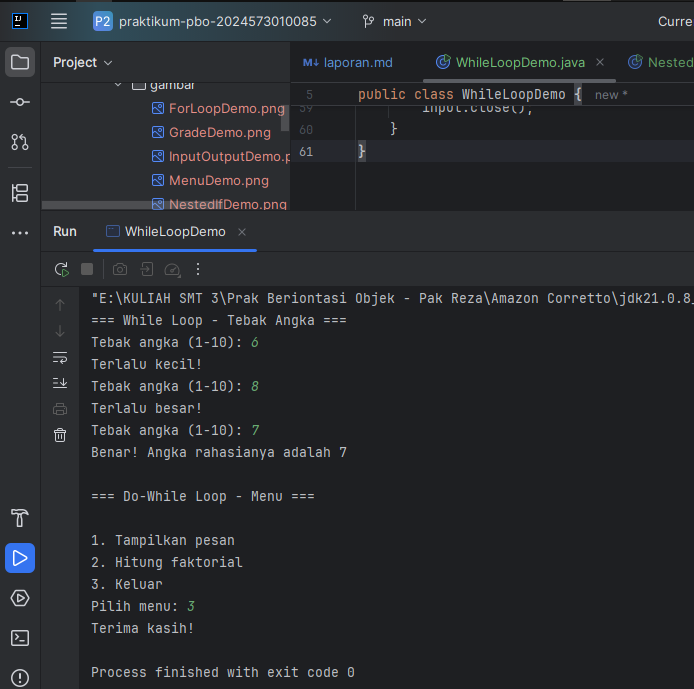 P2 praktikum-pbo-2024573010085 main Curre
Project
gambar
ForLoopDemo.png
GradeDemo.png
InputOutputDemo.p
MenuDemo.png
NestedIfDemo.png
M↓ laporan.md WhileLoopDemo.java Nested
5 public class WhileLoopDemo { new *
59 input.close();
60 }
61 }
Run WhileLoopDemo
"E:\KULIAH SMT 3\Prak Beriontasi Objek - Pak Reza\Amazon Corretto\jdk21.0.8_
=== While Loop - Tebak Angka ===
Tebak angka (1-10): 6
Terlalu kecil!
Tebak angka (1-10): 8
Terlalu besar!
Tebak angka (1-10): 7
Benar! Angka rahasianya adalah 7
=== Do-While Loop - Menu ===
1. Tampilkan pesan
2. Hitung faktorial
3. Keluar
Pilih menu: 3
Terima kasih!
Process finished with exit code 0